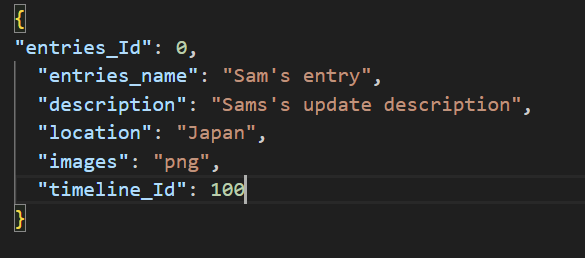 {
"entries_Id": 0,
"entries_name": "Sam's entry",
"description": "Sams's update description",
"location": "Japan",
"images": "png",
"timeline_Id": 100
}